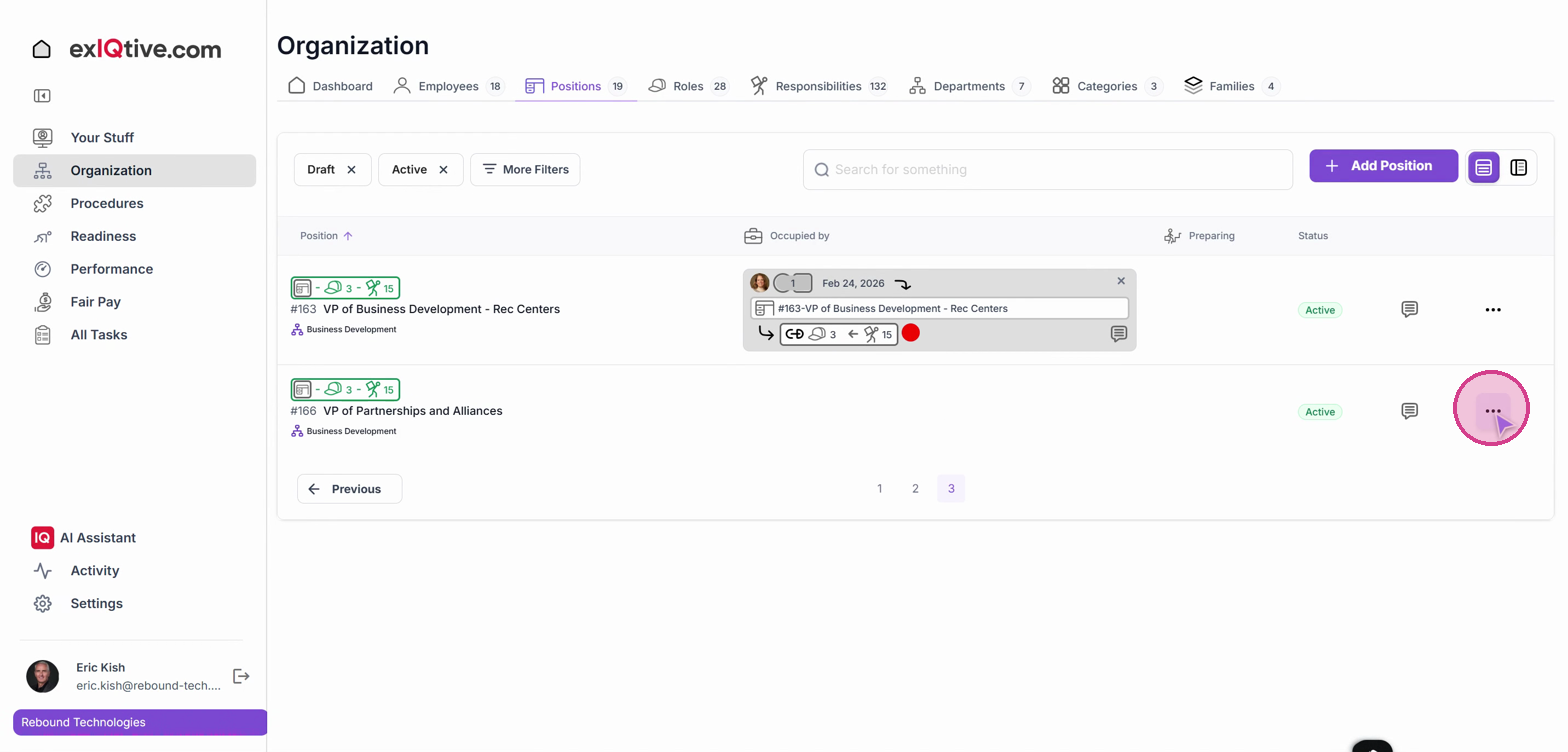 exIQtive.com
Your Stuff
Organization
Procedures
Readiness
Performance
Fair Pay
All Tasks
IQ AI Assistant
Activity
Settings
Eric Kish
eric.kish@rebound-tech....
Rebound Technologies
Organization
Dashboard Employees 18 Positions 19 Roles 28 Responsibilities 132 Departments 7 Categories 3 Families 4
Draft Active More Filters Search for something Add Position
Position Occupied by Preparing Status
- 3 - 15
#163 VP of Business Development - Rec Centers
Business Development
1 Feb 24, 2026
#163-VP of Business Development - Rec Centers
3 15
Active
- 3 - 15
#166 VP of Partnerships and Alliances
Business Development
Active
Previous 1 2 3